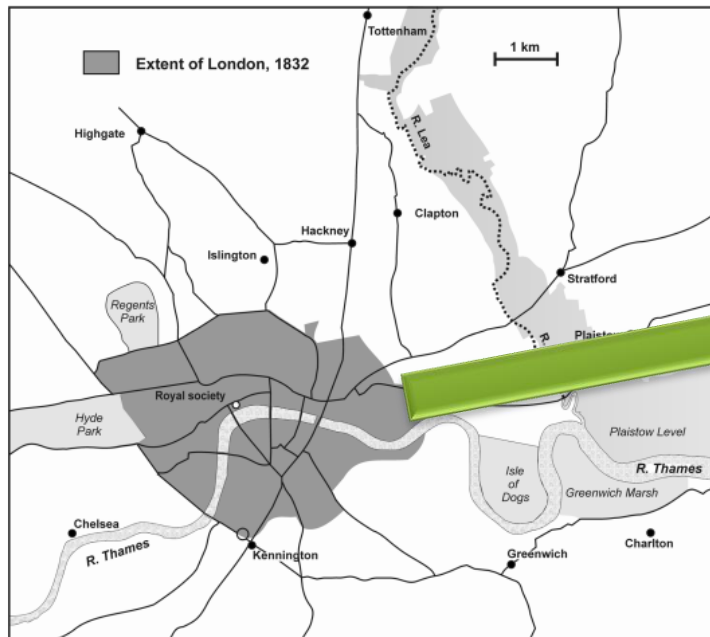 Tottenham
Extent of London, 1832
1 km
Highgate
R. Lea
Clapton
Hackney
Islington
Stratford
Regents
Park
R.
Plaistow
Royal society
Hyde
Park
Plaistow Level
R. Thames
Isle
of
Dogs
Greenwich Marsh
Chelsea
R. Thames
Kennington
Greenwich
Charlton